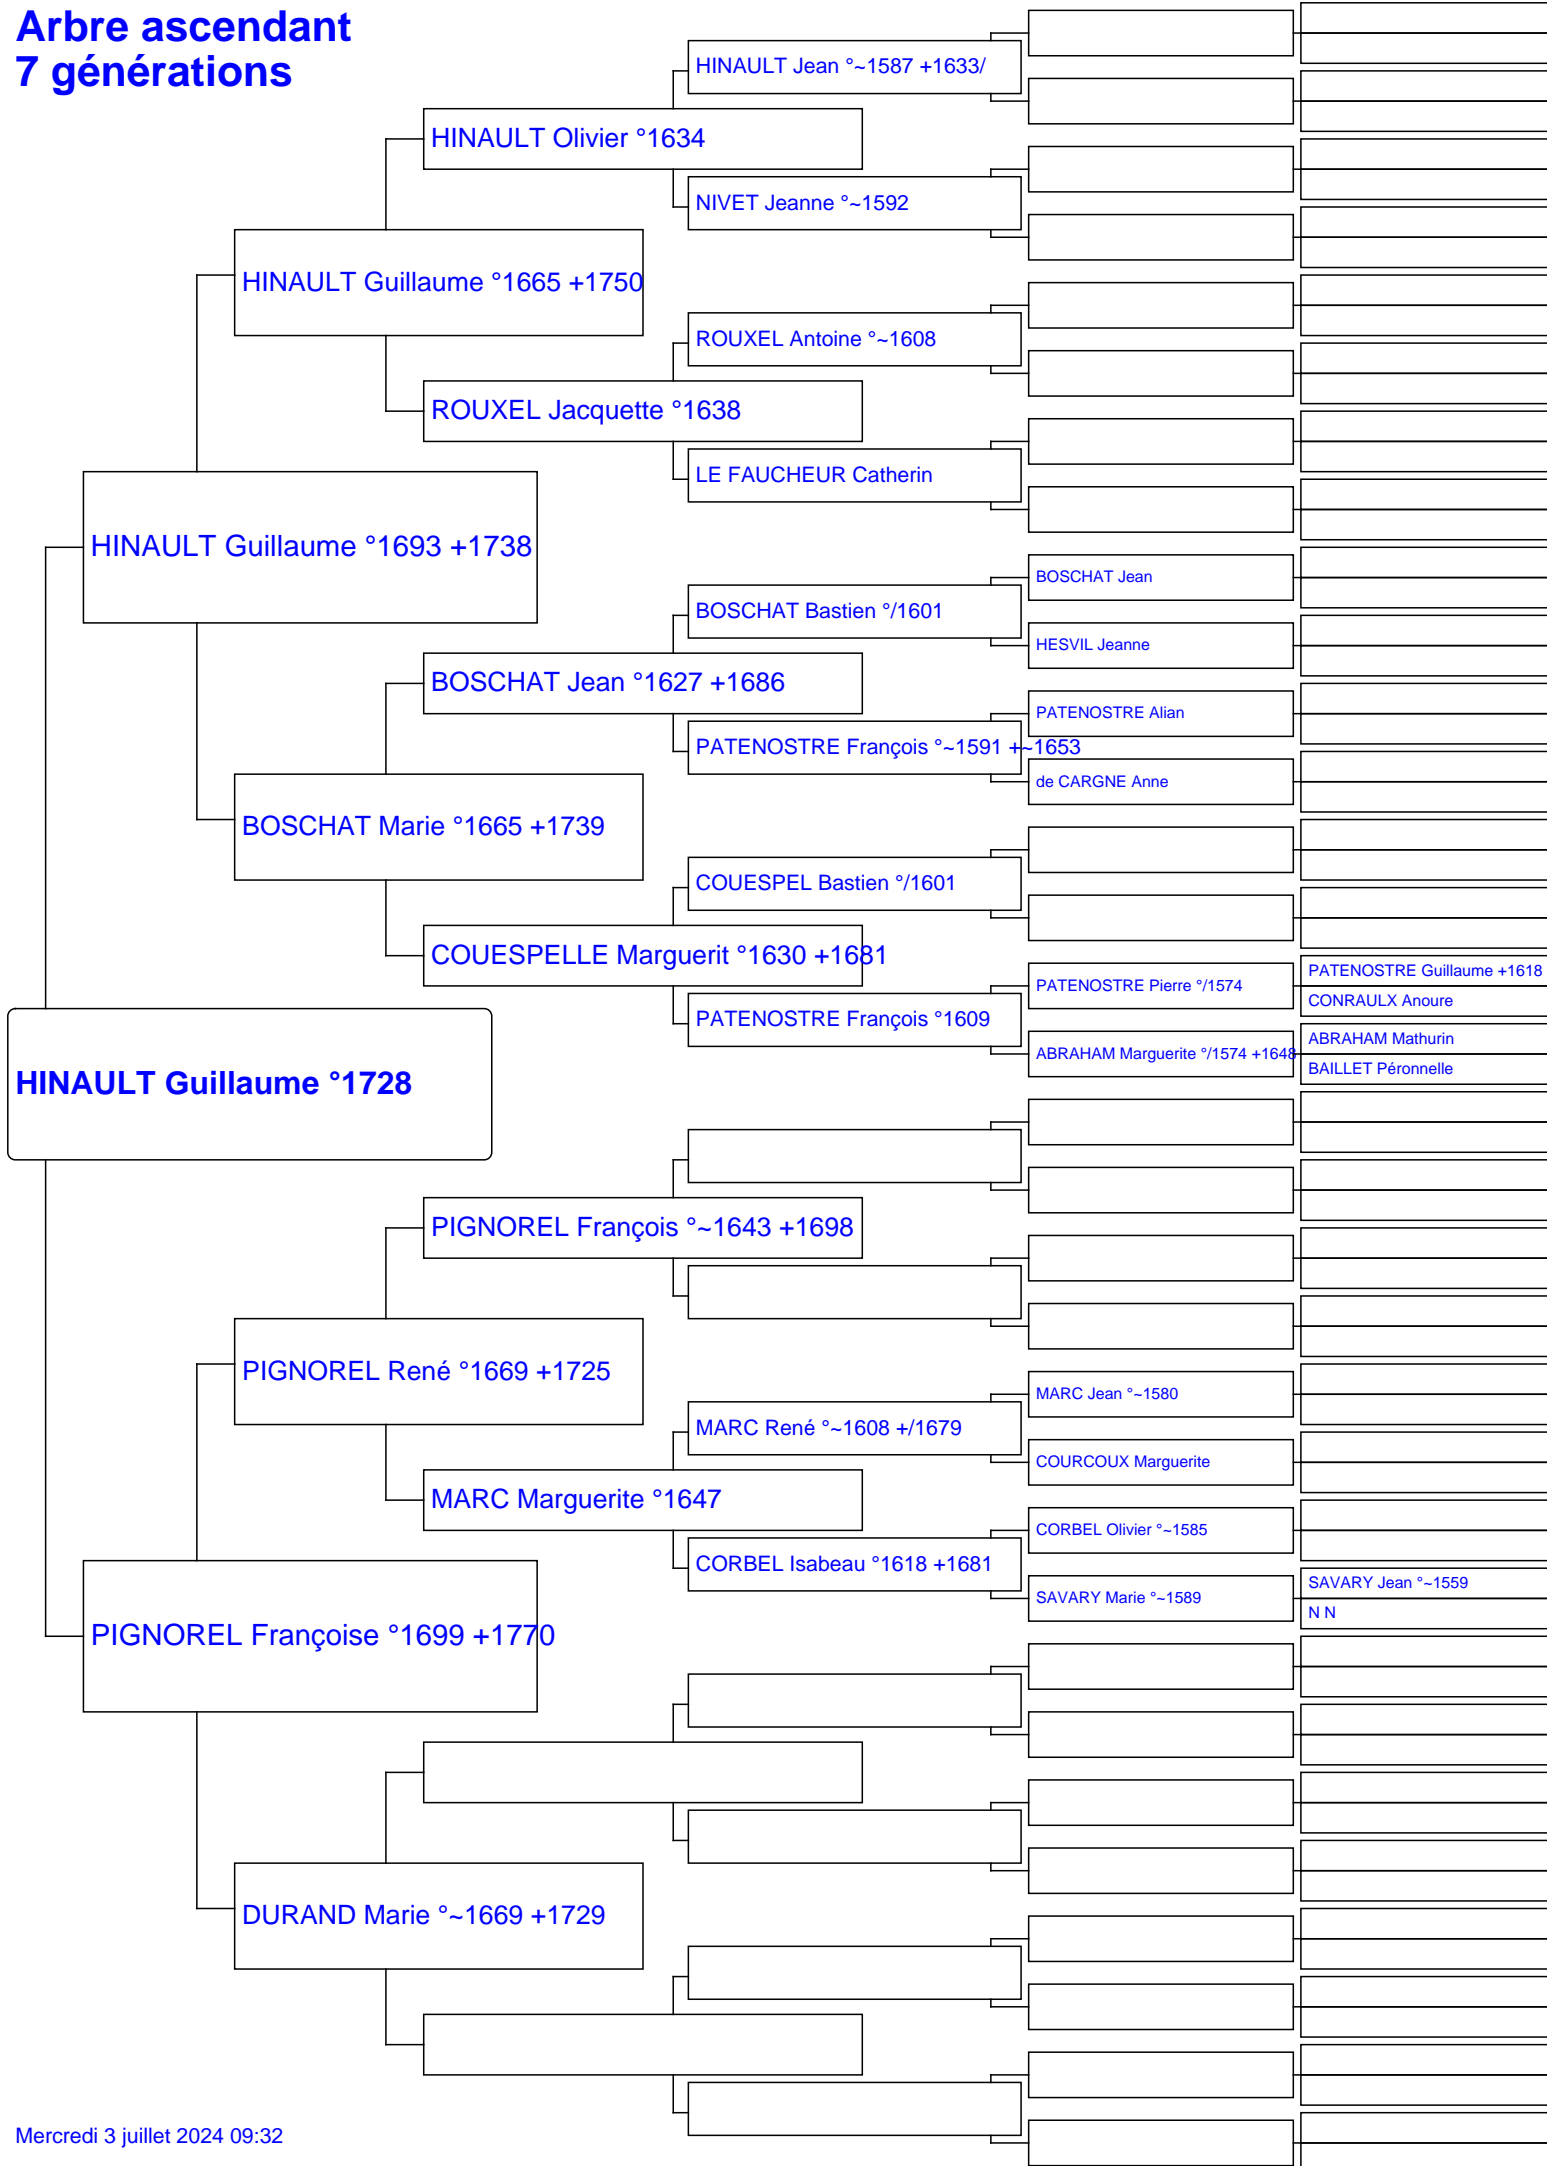 Arbre ascendant
7 générations
HINAULT Jean °~1587 +1633/
HINAULT Olivier °1634
NIVET Jeanne °~1592
HINAULT Guillaume °1665 +1750
ROUXEL Antoine °~1608
ROUXEL Jacquette °1638
LE FAUCHEUR Catherin
HINAULT Guillaume °1693 +1738
BOSCHAT Jean
BOSCHAT Bastien °/1601
HESVIL Jeanne
BOSCHAT Jean °1627 +1686
PATENOSTRE Alian
PATENOSTRE François °~1591 +~1653
de CARGNE Anne
BOSCHAT Marie °1665 +1739
COUESPEL Bastien °/1601
COUESPELLE Marguerit °1630 +1681
PATENOSTRE Guillaume +1618
PATENOSTRE Pierre °/1574
CONRAULX Anoure
PATENOSTRE François °1609
ABRAHAM Mathurin
ABRAHAM Marguerite °/1574 +1648
BAILLET Péronnelle
HINAULT Guillaume °1728
PIGNOREL François °~1643 +1698
PIGNOREL René °1669 +1725
MARC Jean °~1580
MARC René °~1608 +/1679
COURCOUX Marguerite
MARC Marguerite °1647
CORBEL Olivier °~1585
CORBEL Isabeau °1618 +1681
SAVARY Jean °~1559
SAVARY Marie °~1589
N N
PIGNOREL Françoise °1699 +1770
DURAND Marie °~1669 +1729
Mercredi 3 juillet 2024 09:32